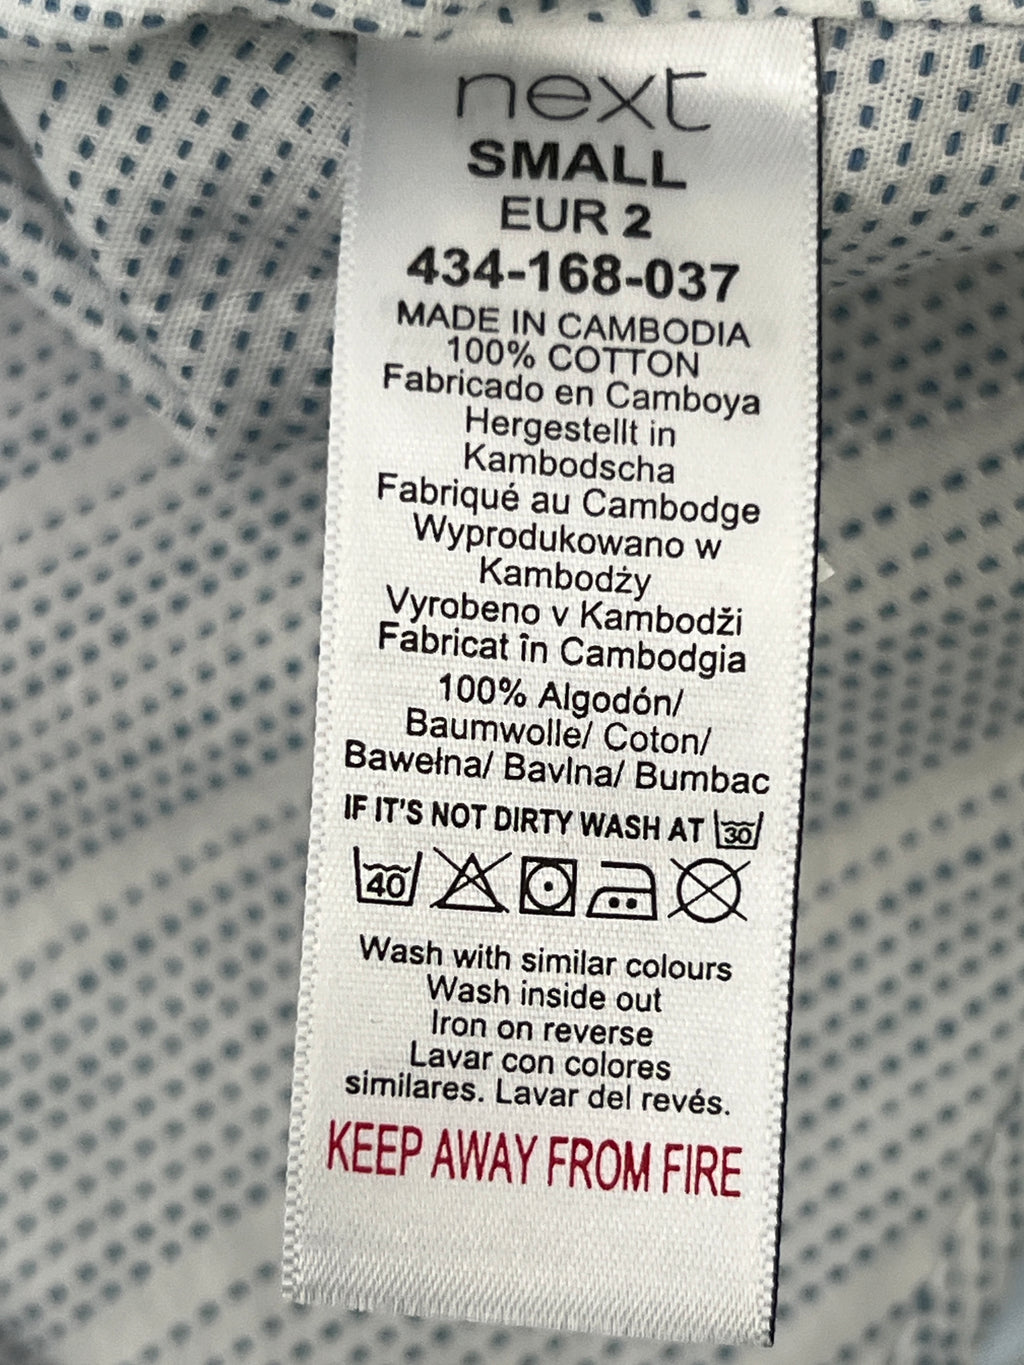 next
SMALL
EUR 2
434-168-037
MADE IN CAMBODIA
100% COTTON
Fabricado en Camboya
Hergestellt in
Kambodscha
Fabriqué au Cambodge
Wyprodukowano w
Kambodży
Vyrobeno v Kambodži
Fabricat în Cambodgia
100% Algodón/
Baumwolle/ Coton/
Bawełna/ Bavlna/ Bumbac
IF IT'S NOT DIRTY WASH AT 30
40
Wash with similar colours
Wash inside out
Iron on reverse
Lavar con colores
similares. Lavar del revés.
KEEP AWAY FROM FIRE